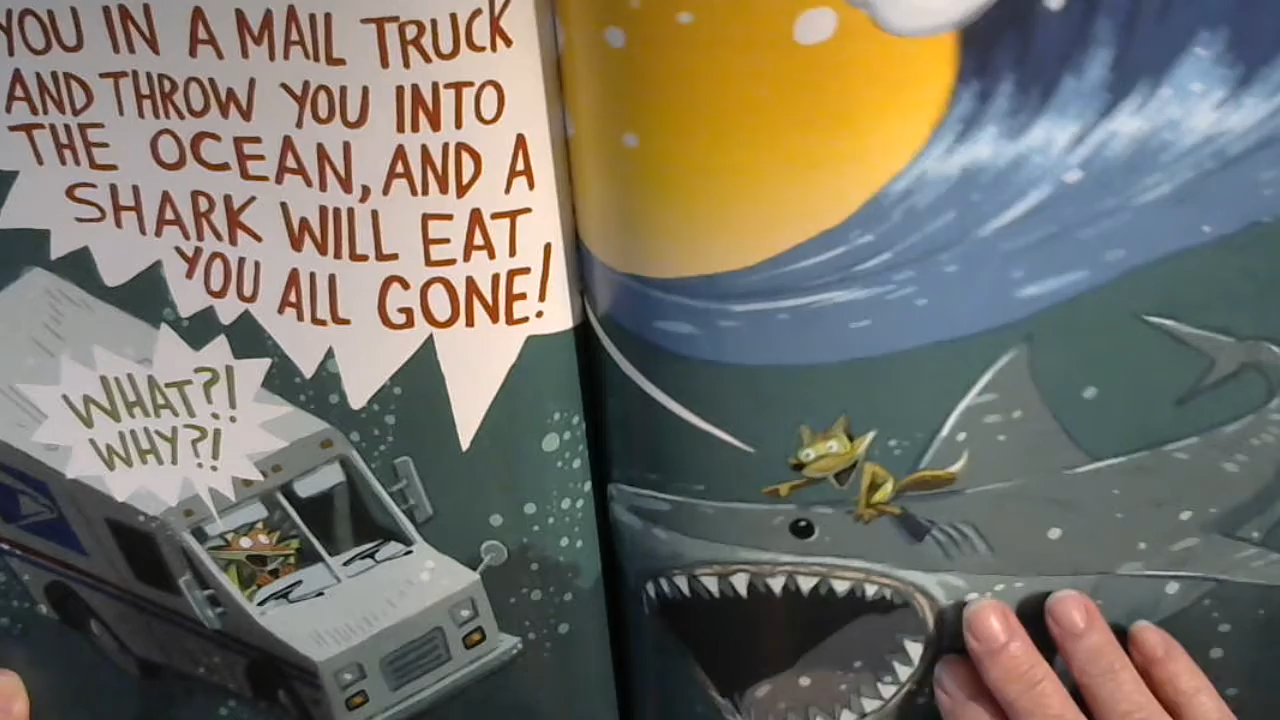 YOU IN A MAIL TRUCK
AND THROW YOU INTO
THE OCEAN, AND A
SHARK WILL EAT
YOU ALL GONE!
WHAT?!
WHY?!